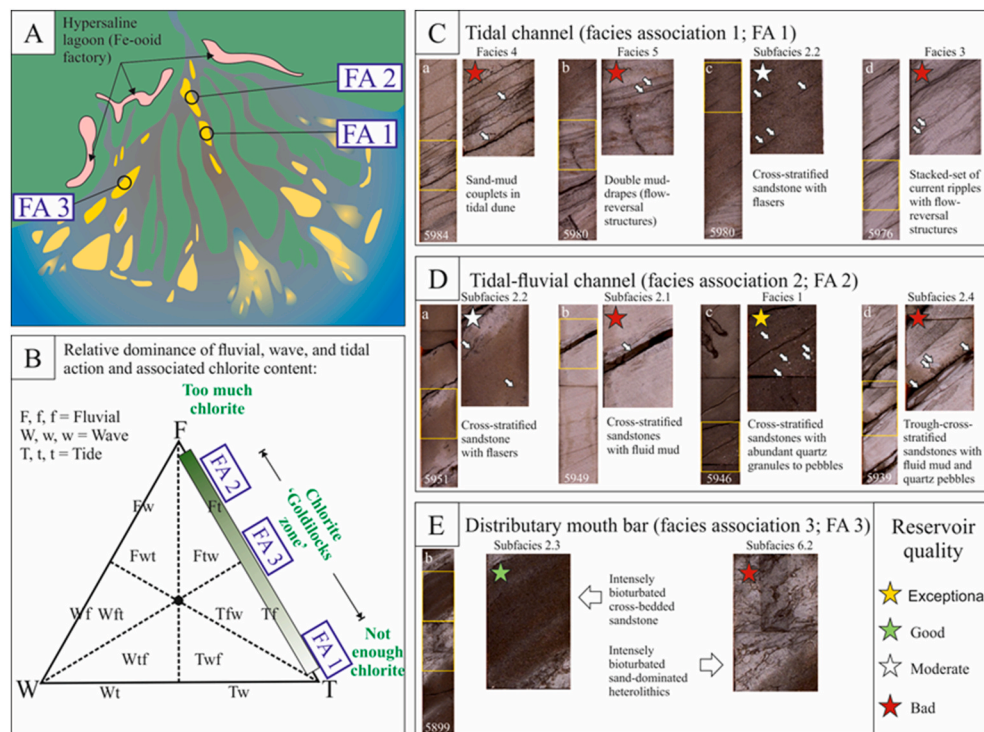 A
Hypersaline
lagoon (Fe-ooid
factory)
FA 2
FA 1
FA 3
B
Relative dominance of fluvial, wave, and tidal
action and associated chlorite content:
Too much
chlorite
F, f, f = Fluvial
W, w, w = Wave
T, t, t = Tide
F
FA 2
Chlorite
'Goldilocks
zone'
Fw
Ft
Fwt
Ftw
FA 3
Wf
Wft
Tfw
Tf
Not
enough
chlorite
FA 1
Wtf
Twf
W
Wt
Tw
T
C
Tidal channel (facies association 1; FA 1)
a
Facies 4
Sand-mud
couplets in
tidal dune
5984
b
Facies 5
Double mud-
drapes (flow-
reversal
structures)
5980
c
Subfacies 2.2
Cross-stratified
sandstone with
flasers
5980
d
Facies 3
Stacked-set of
current ripples
with flow-
reversal
structures
5976
D
Tidal-fluvial channel (facies association 2; FA 2)
a
Subfacies 2.2
Cross-stratified
sandstone
with flasers
5951
b
Subfacies 2.1
Cross-stratified
sandstones
with fluid mud
5949
c
Facies 1
Cross-stratified
sandstones with
abundant quartz
granules to pebbles
5946
d
Subfacies 2.4
Trough-cross-
stratified
sandstones with
fluid mud and
quartz pebbles
5939
E
Distributary mouth bar (facies association 3; FA 3)
b
Subfacies 2.3
Intensely
bioturbated
cross-bedded
sandstone
Subfacies 6.2
Intensely
bioturbated
sand-dominated
heterolithics
5899
Reservoir
quality
Exceptiona
Good
Moderate
Bad